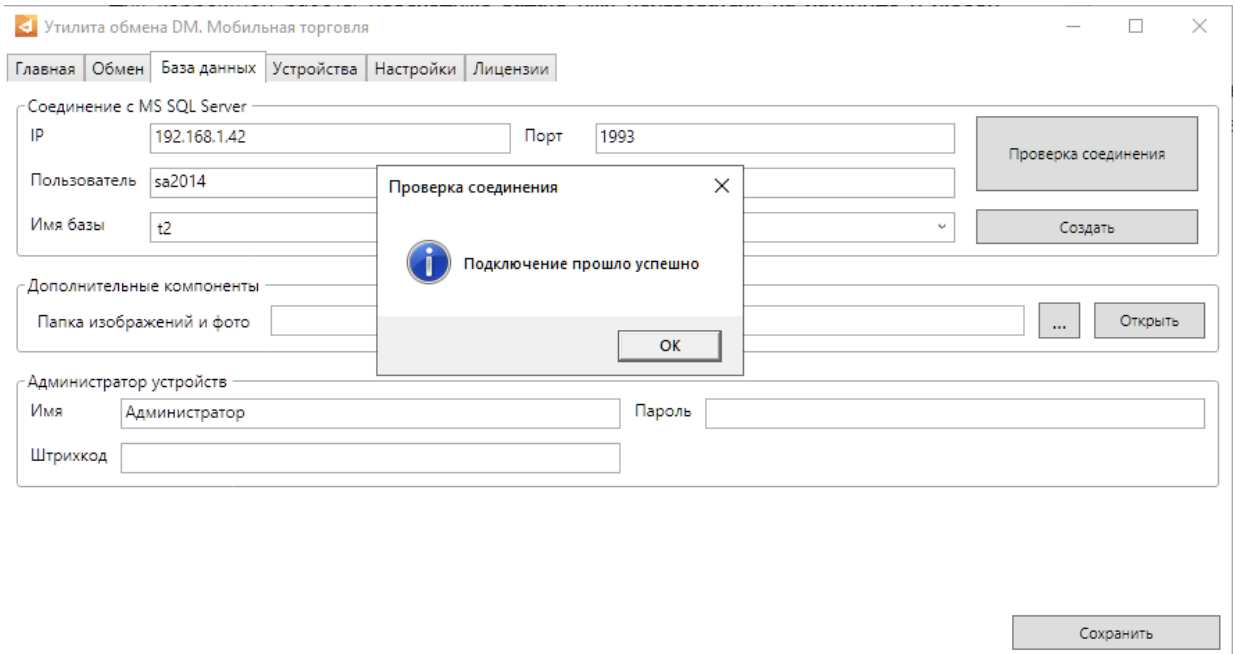 Утилита обмена DM. Мобильная торговля
Главная Обмен База данных Устройства Настройки Лицензии
Соединение с MS SQL Server
IP 192.168.1.42 Порт 1993
Проверка соединения
Пользователь sa2014
Проверка соединения
Имя базы t2
Создать
Подключение прошло успешно
OK
Дополнительные компоненты
Папка изображений и фото ... Открыть
Администратор устройств
Имя Администратор Пароль
Штрихкод
Сохранить